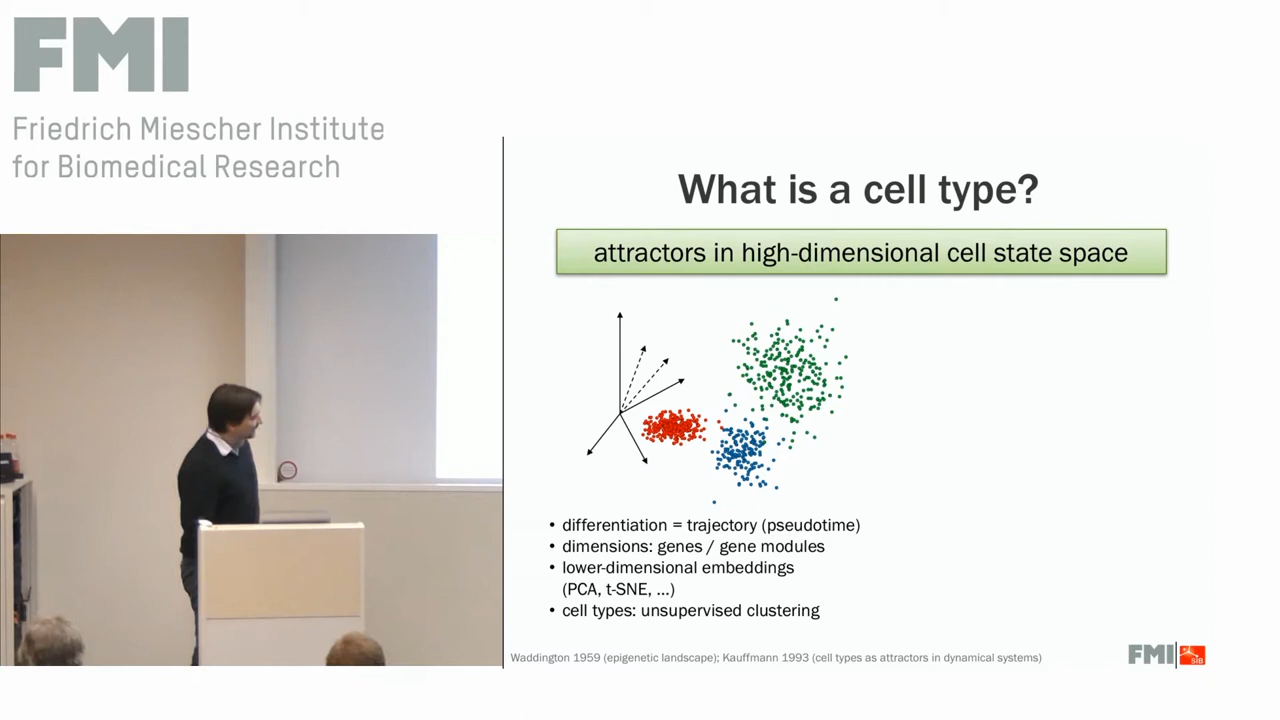 FMI
Friedrich Miescher Institute
for Biomedical Research
What is a cell type?
attractors in high-dimensional cell state space
• differentiation = trajectory (pseudotime)
• dimensions: genes / gene modules
• lower-dimensional embeddings
(PCA, t-SNE, ...)
• cell types: unsupervised clustering
Waddington 1959 (epigenetic landscape); Kauffmann 1993 (cell types as attractors in dynamical systems)
FMI
SIB